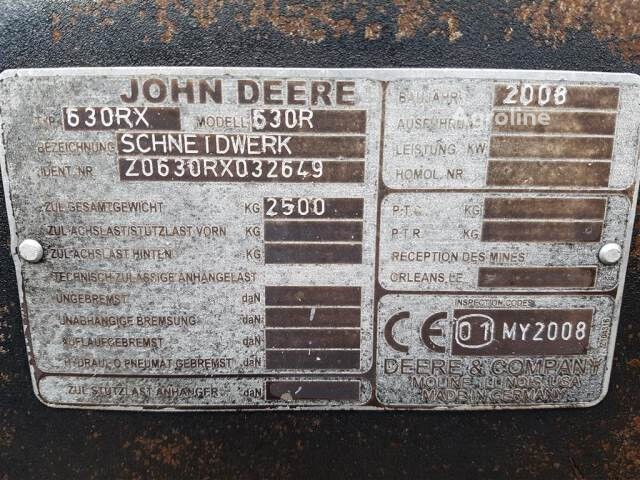 JOHN DEERE
TYP 630RX MODELL 630R
BEZEICHNUNG SCHNEIDWERK
IDENT. NR Z0630RX032649
ZUL GESAMTGEWICHT KG 2500
ZUL ACHSLAST/STÜTZLAST VORN KG
ZUL ACHSLAST HINTEN KG
TECHNISCH ZULÄSSIGE ANHÄNGELAST
UNGEBREMST daN
UNABHÄNGIGE BREMSUNG daN
AUFLAUFGEBREMST daN
HYDRAUL O PNEUMAT GEBREMST daN
ZUL STÜTZLAST ANHÄNGER daN
BAUJAHR 2008
AUSFÜHRUNG
agroline
LEISTUNG KW
HOMOL. NR
P.T.C KG
P.T.R. KG
RECEPTION DES MINES
ORLEANS, LE
INSPECTION CODES
CE 01 MY2008
DEERE & COMPANY
MOLINE, ILLINOIS, USA
MADE IN GERMANY